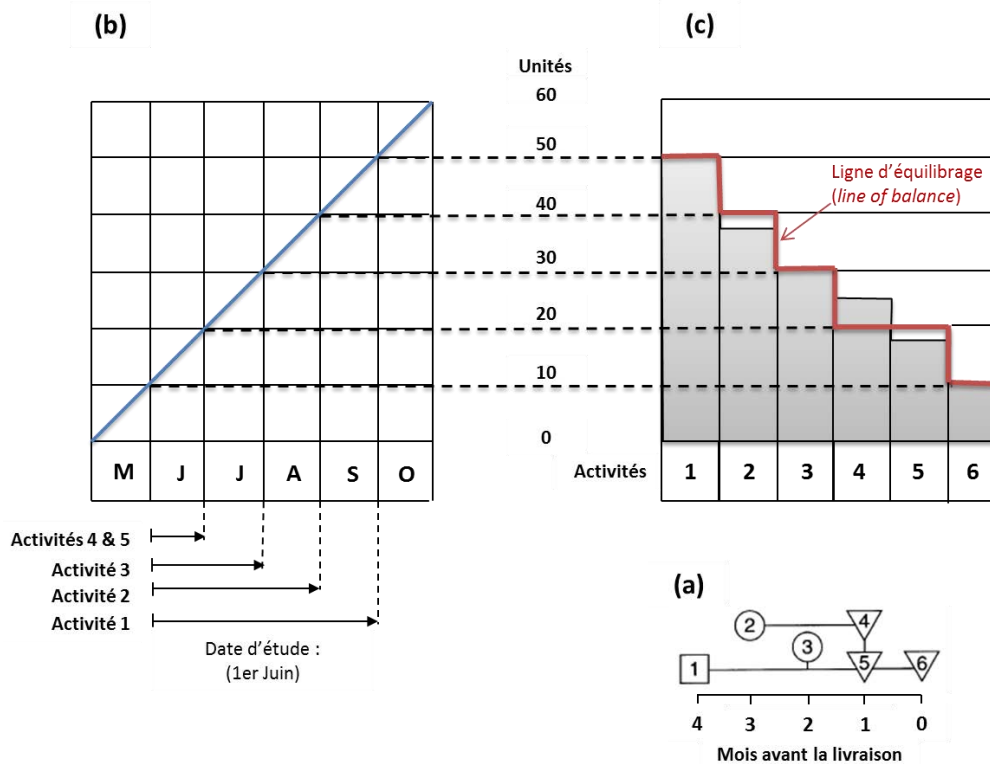 (b)
(c)
Unités
60
50
40
30
20
10
0
Ligne d'équilibrage
(line of balance)
M J J A S O
Activités 1 2 3 4 5 6
Activités 4 & 5
Activité 3
Activité 2
Activité 1
Date d'étude :
(1er Juin)
(a)
2 4
3
1 5 6
4 3 2 1 0
Mois avant la livraison